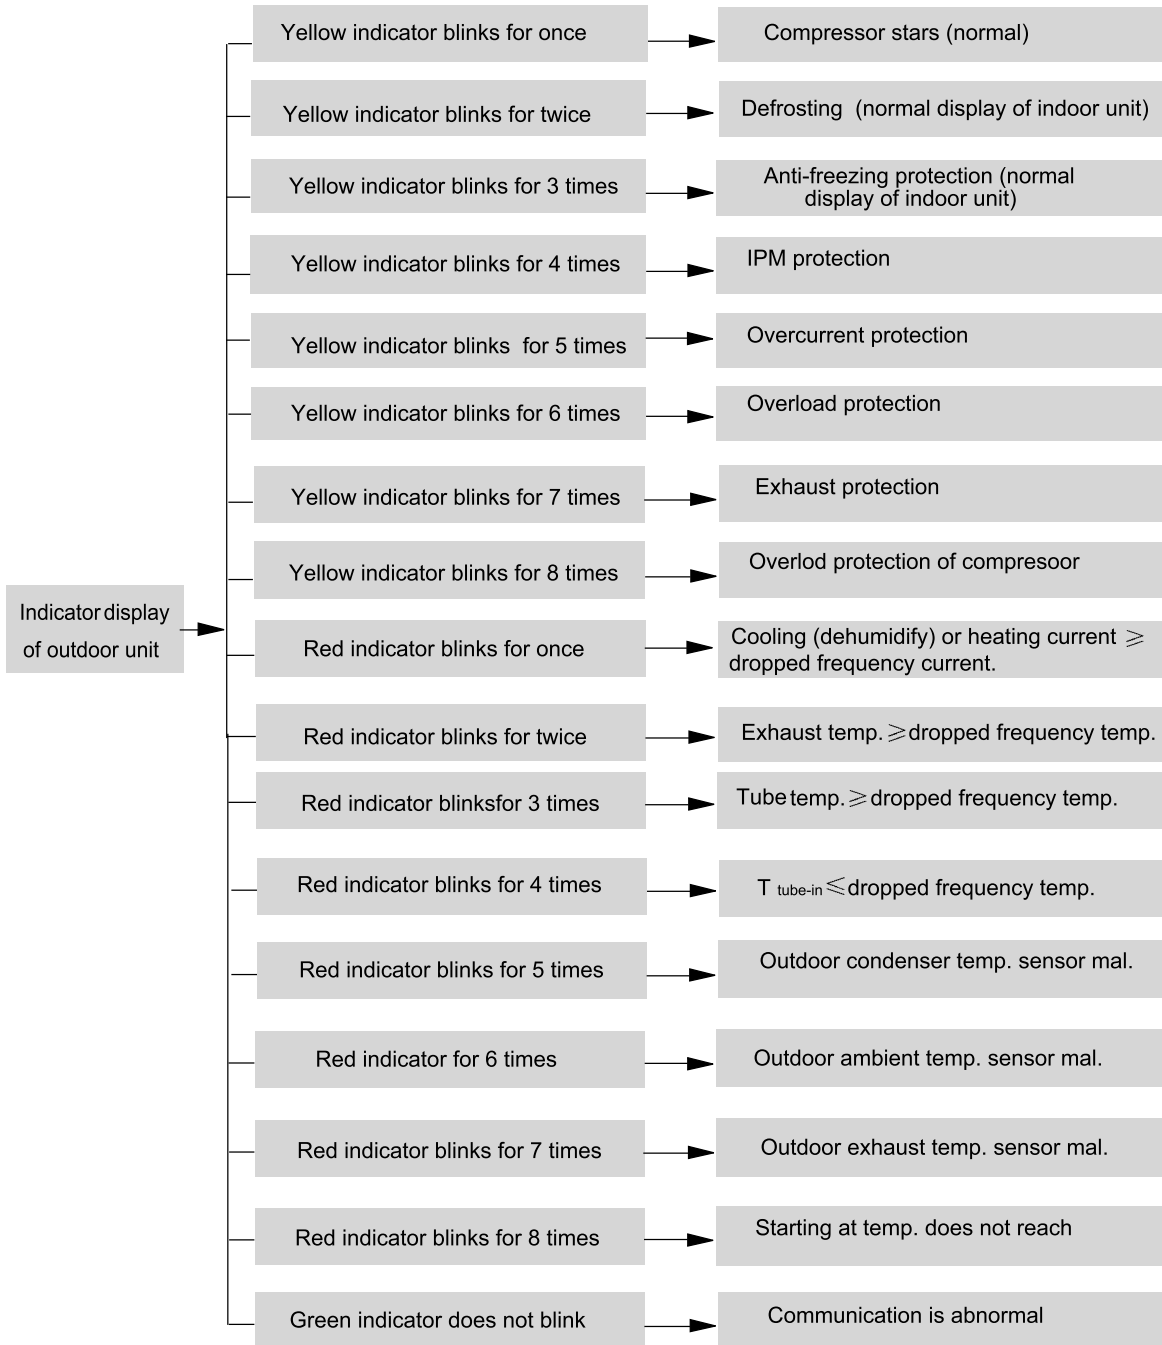 Yellow indicator blinks for once
Compressor stars (normal)
Yellow indicator blinks for twice
Defrosting (normal display of indoor unit)
Yellow indicator blinks for 3 times
Anti-freezing protection (normal
display of indoor unit)
Yellow indicator blinks for 4 times
IPM protection
Yellow indicator blinks for 5 times
Overcurrent protection
Yellow indicator blinks for 6 times
Overload protection
Yellow indicator blinks for 7 times
Exhaust protection
Yellow indicator blinks for 8 times
Overlod protection of compresoor
Indicator display
of outdoor unit
Red indicator blinks for once
Cooling (dehumidify) or heating current ⩾
dropped frequency current.
Red indicator blinks for twice
Exhaust temp. ⩾dropped frequency temp.
Red indicator blinksfor 3 times
Tube temp. ⩾dropped frequency temp.
Red indicator blinks for 4 times
T tube-in ⩽dropped frequency temp.
Red indicator blinks for 5 times
Outdoor condenser temp. sensor mal.
Red indicator for 6 times
Outdoor ambient temp. sensor mal.
Red indicator blinks for 7 times
Outdoor exhaust temp. sensor mal.
Red indicator blinks for 8 times
Starting at temp. does not reach
Green indicator does not blink
Communication is abnormal